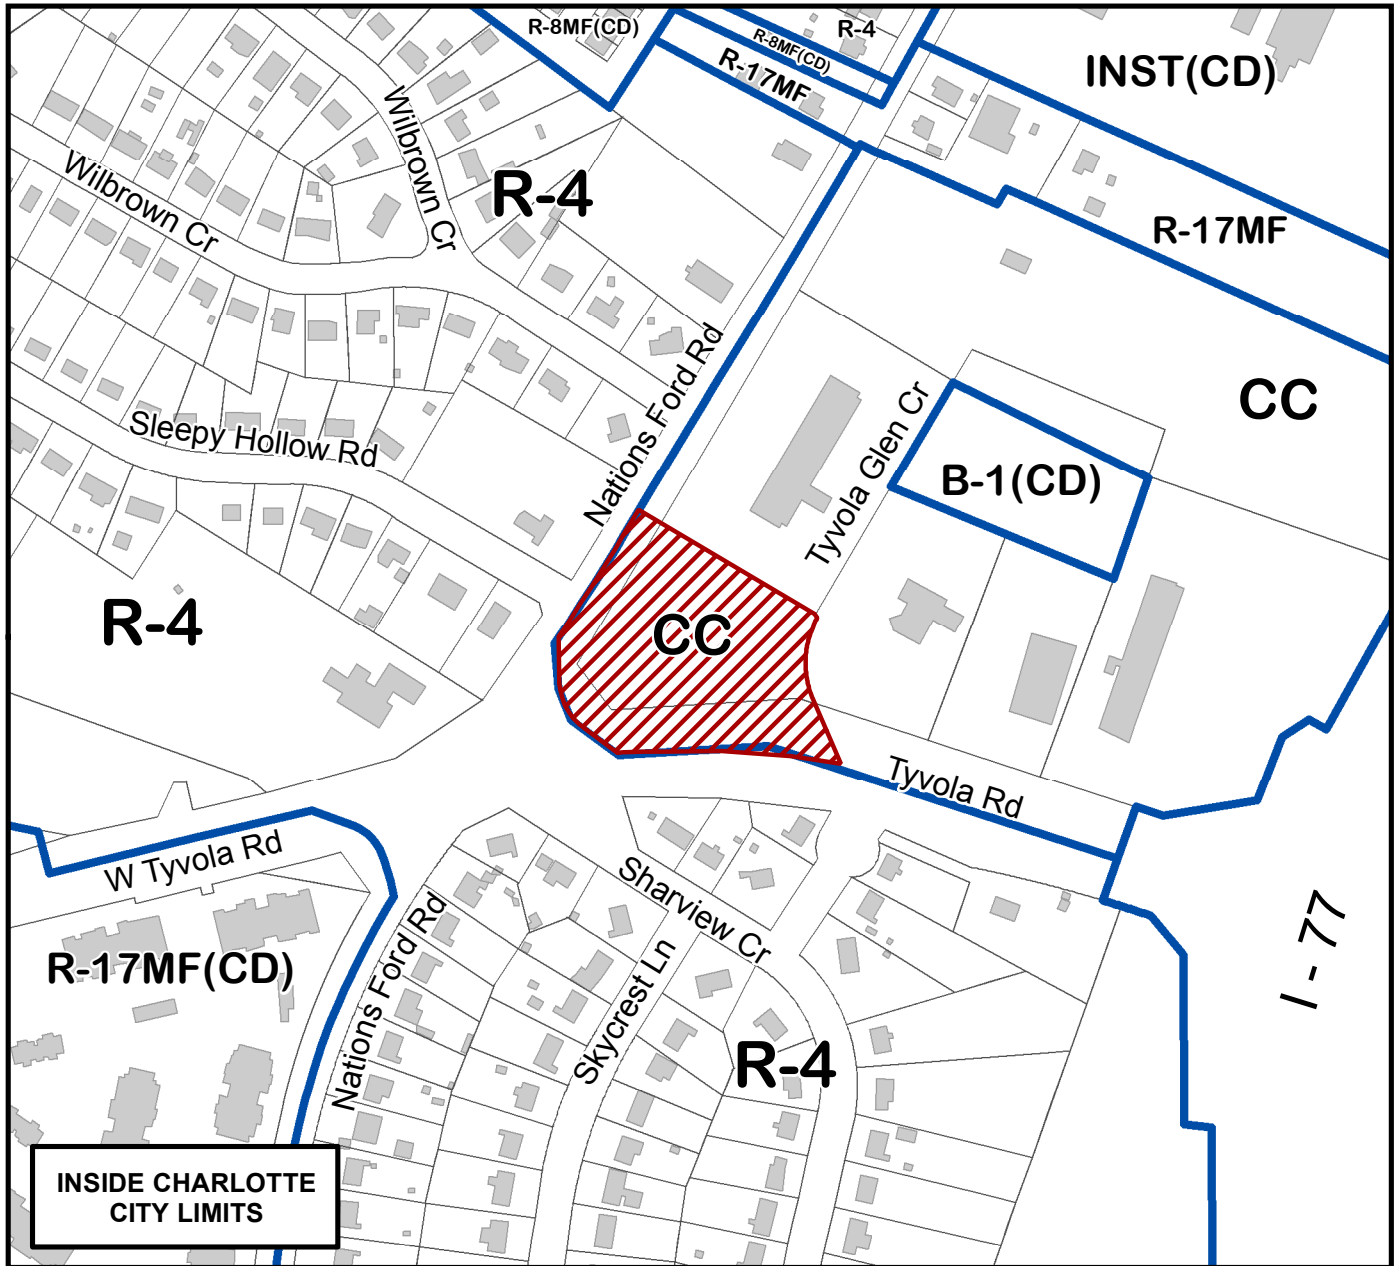 R-8MF(CD)
R-4
R-8MF(CD)
R-17MF
INST(CD)
Wilbrown Cr
Wilbrown Cr
R-4
R-17MF
Nations Ford Rd
CC
Tyvola Glen Cr
Sleepy Hollow Rd
B-1(CD)
R-4
CC
Tyvola Rd
W Tyvola Rd
Sharview Cr
Nations Ford Rd
Skycrest Ln
I - 77
R-17MF(CD)
R-4
INSIDE CHARLOTTE
CITY LIMITS